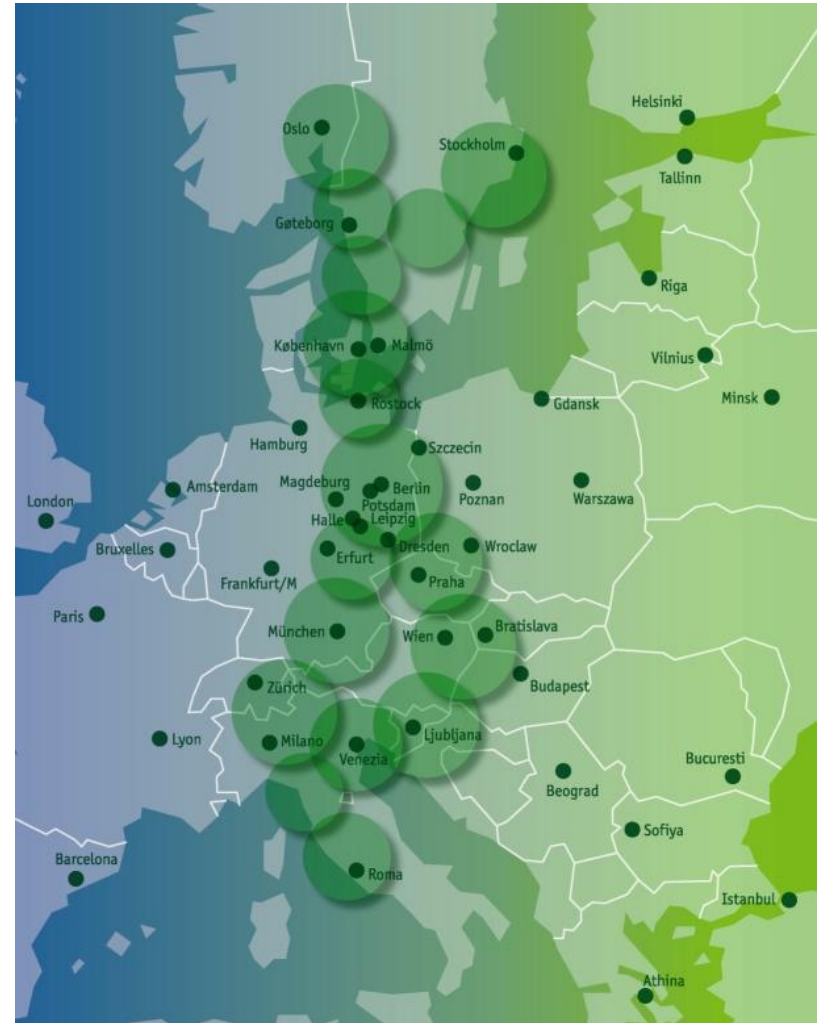 Helsinki
Oslo
Stockholm
Tallinn
Gøteborg
Riga
København
Malmö
Vilnius
Rostock
Gdansk
Minsk
Hamburg
Szczecin
Magdeburg
Berlin
Amsterdam
Poznan
Warszawa
London
Potsdam
Halle
Leipzig
Bruxelles
Dresden
Wroclaw
Erfurt
Frankfurt/M
Praha
Paris
München
Wien
Bratislava
Zürich
Budapest
Lyon
Milano
Ljubljana
Venezia
Bucuresti
Beograd
Sofiya
Barcelona
Roma
Istanbul
Athina